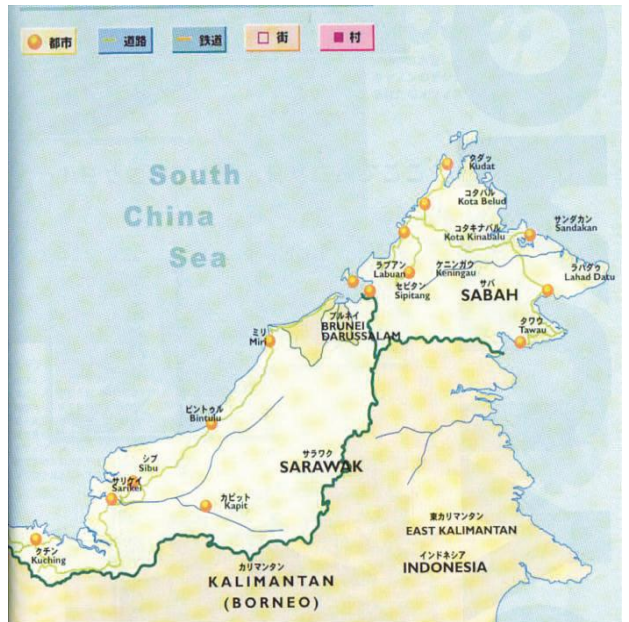 都市
道路
鉄道
街
村
South
China
Sea
クダッ
Kudat
コタバル
Kota Belud
コタキナバル
Kota Kinabalu
サンダカン
Sandakan
ラブアン
Labuan
ケニンガウ
Keningau
ラハダゥ
Lahad Datu
セピタン
Sipitang
サバ
SABAH
ブルネイ
BRUNEI
DARUSSALAM
タワウ
Tawau
ミリ
Miri
ビントゥル
Bintulu
シブ
Sibu
サラワク
SARAWAK
サリケイ
Sarikei
カピット
Kapit
東カリマンタン
EAST KALIMANTAN
クチン
Kuching
インドネシア
INDONESIA
カリマンタン
KALIMANTAN
(BORNEO)